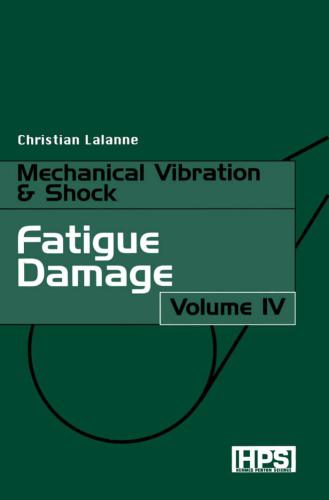 Christian Lalanne
Mechanical Vibration
& Shock
Fatigue
Damage
Volume IV
HPS
HERMES PENTON SCIENCE